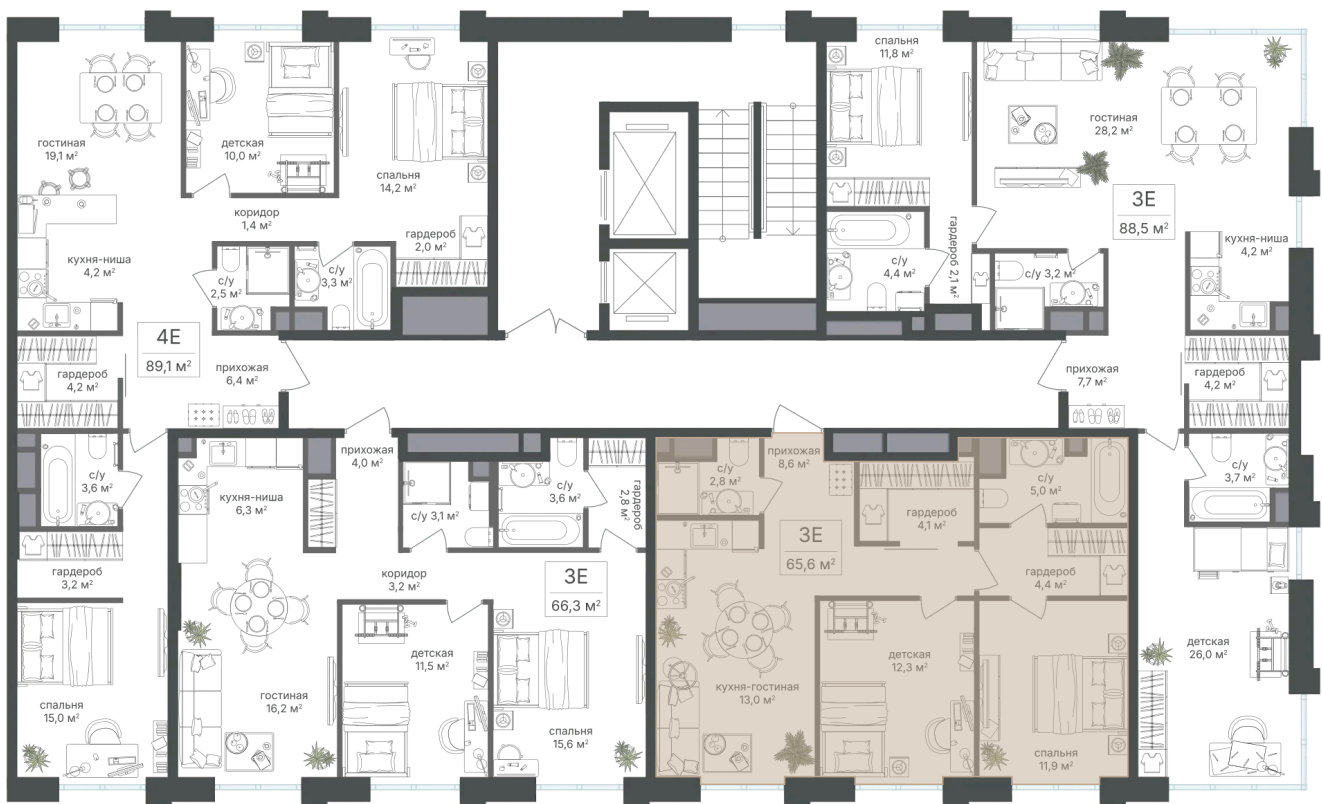 гостиная
19,1 м²
детская
10,0 м²
спальня
14,2 м²
коридор
1,4 м²
гардероб
2,0 м²
кухня-ниша
4,2 м²
с/у
2,5 м²
с/у
3,3 м²
4Е
89,1 м²
гардероб
4,2 м²
прихожая
6,4 м²
с/у
3,6 м²
гардероб
3,2 м²
спальня
15,0 м²
спальня
11,8 м²
гостиная
28,2 м²
3Е
88,5 м²
с/у
4,4 м²
гардероб 2,1 м²
с/у 3,2 м²
кухня-ниша
4,2 м²
прихожая
7,7 м²
гардероб
4,2 м²
с/у
3,7 м²
детская
26,0 м²
кухня-ниша
6,3 м²
прихожая
4,0 м²
с/у 3,1 м²
с/у
3,6 м²
гардероб
2,8 м²
коридор
3,2 м²
3Е
66,3 м²
детская
11,5 м²
гостиная
16,2 м²
спальня
15,6 м²
с/у
2,8 м²
прихожая
8,6 м²
гардероб
4,1 м²
с/у
5,0 м²
3Е
65,6 м²
гардероб
4,4 м²
кухня-гостиная
13,0 м²
детская
12,3 м²
спальня
11,9 м²